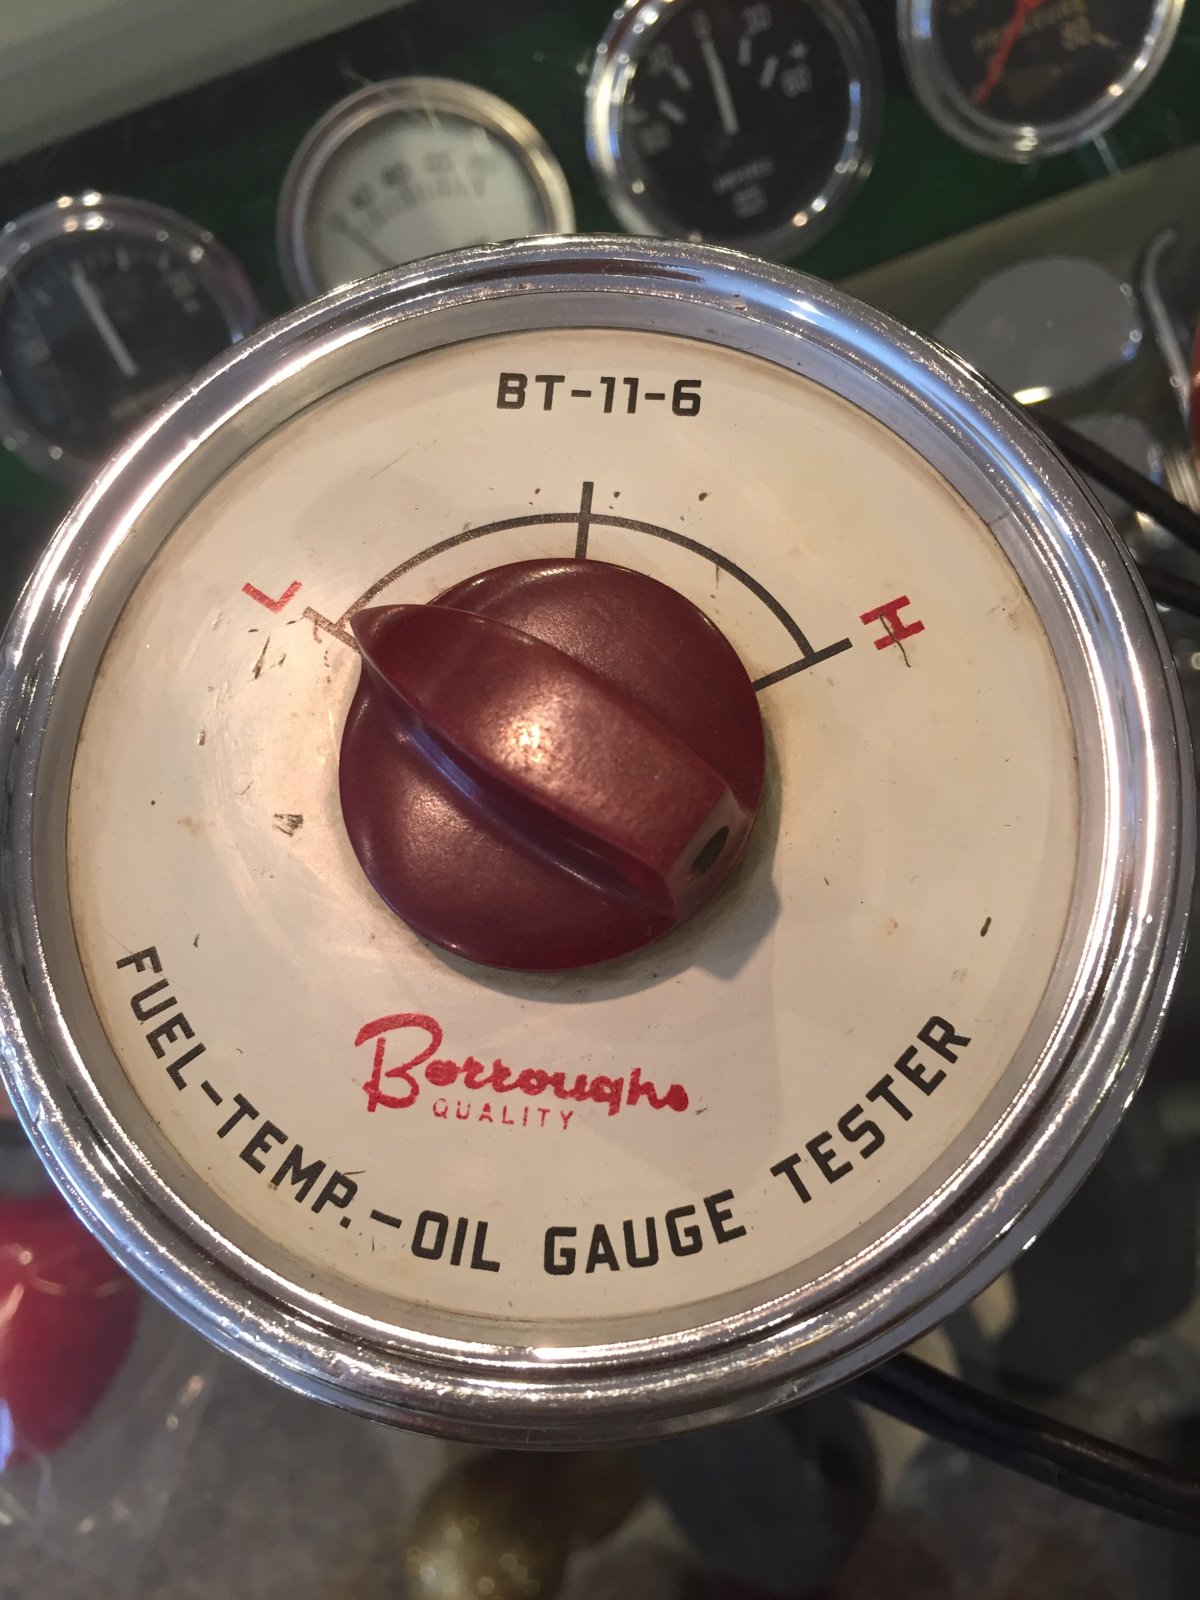 BT-11-6
L
H
Borroughs
QUALITY
FUEL-TEMP.-OIL GAUGE TESTER